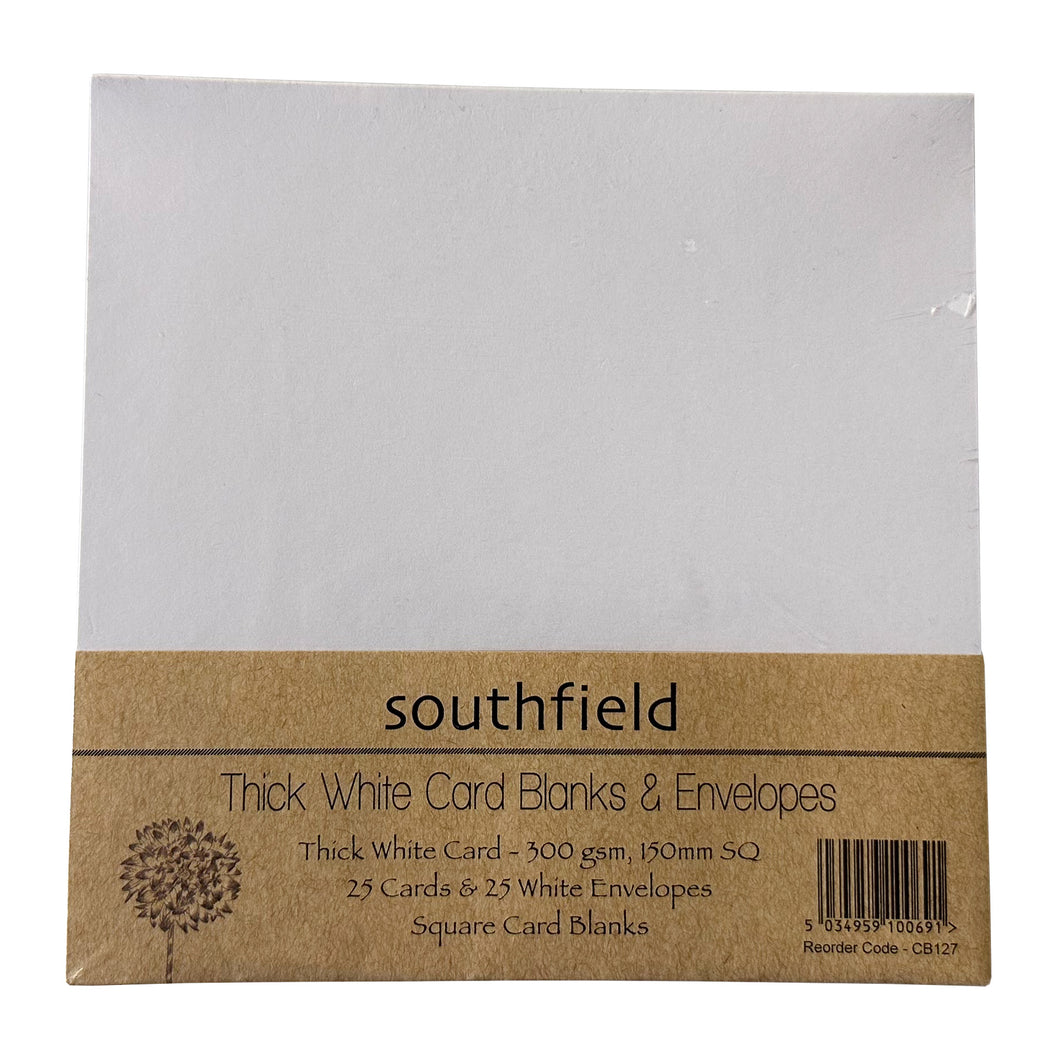 southfield
Thick White Card Blanks & Envelopes
Thick White Card - 300 gsm, 150mm SQ
25 Cards & 25 White Envelopes
Square Card Blanks
5 034959 100691 >
Reorder Code - CB127